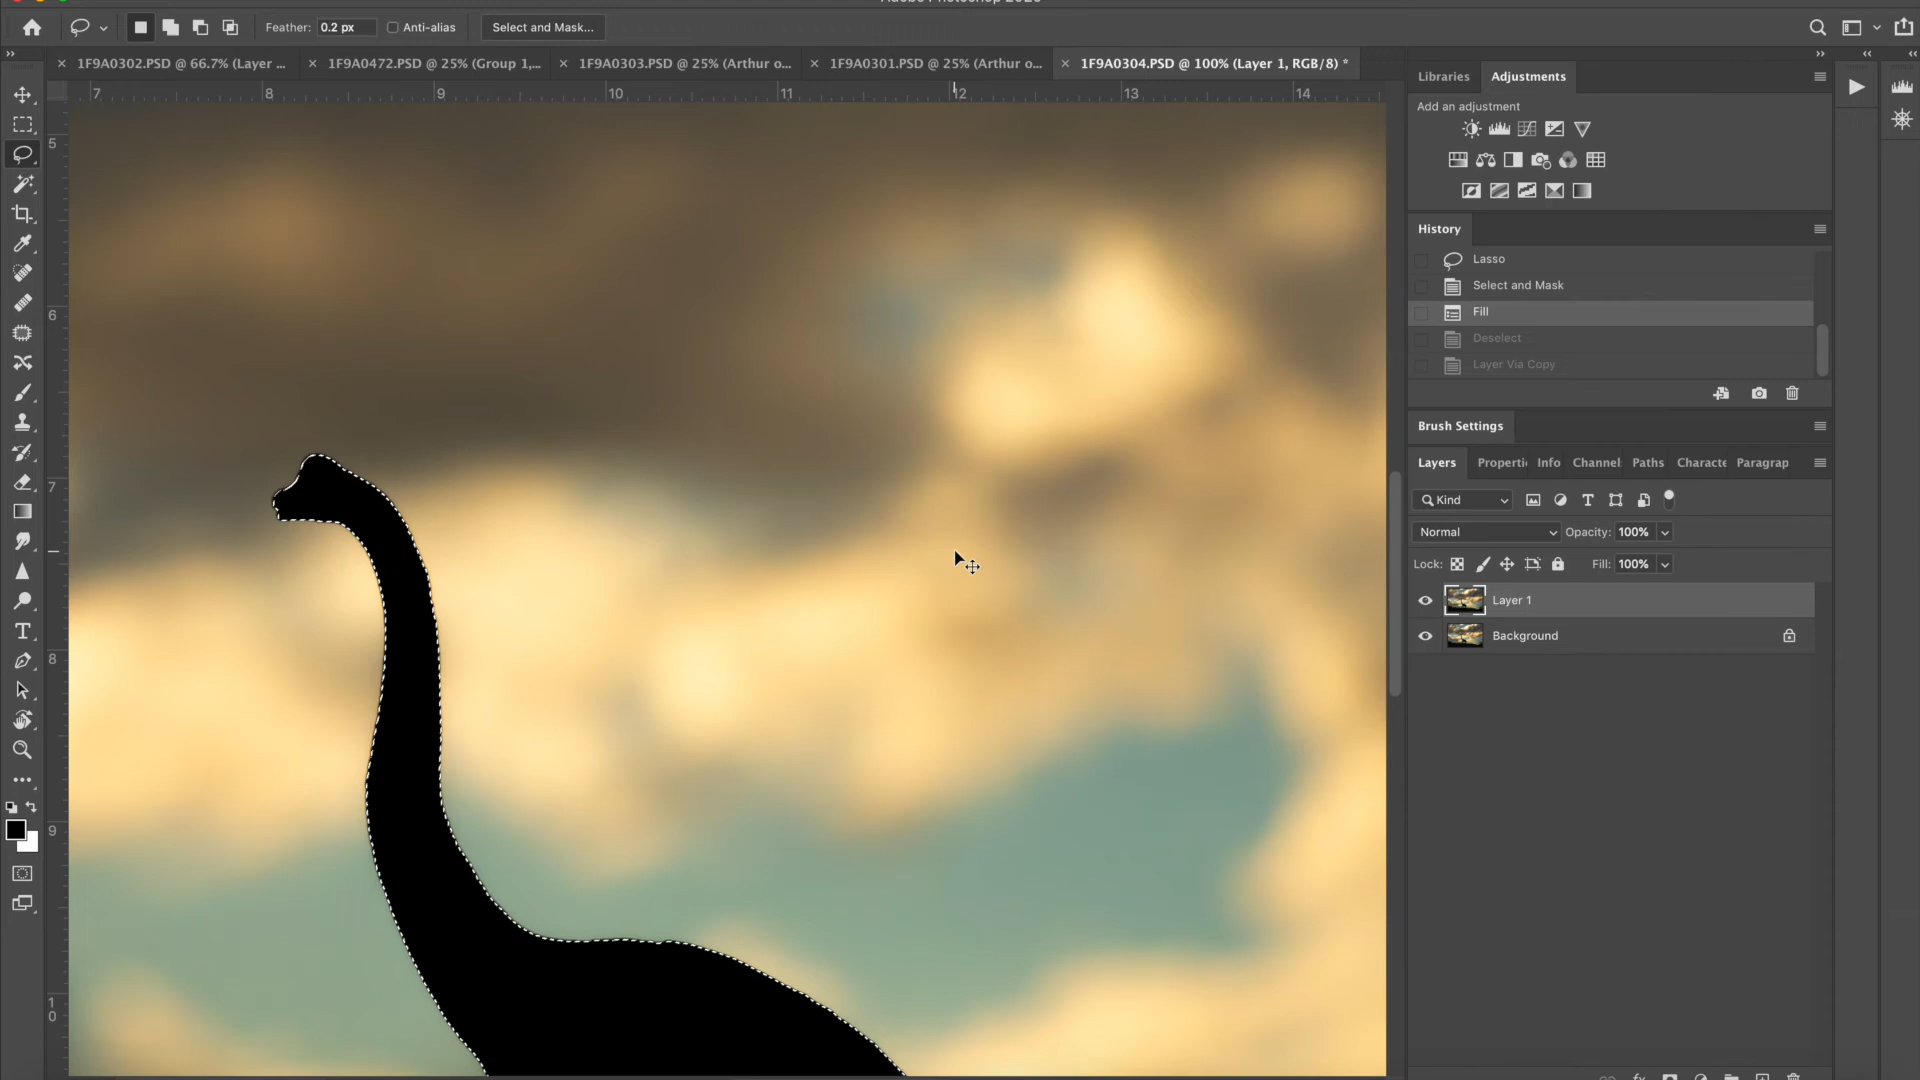 Feather: 0.2 px Anti-alias Select and Mask...
1F9A0302.PSD @ 66.7% (Layer ... 1F9A0472.PSD @ 25% (Group 1,... 1F9A0303.PSD @ 25% (Arthur o... 1F9A0301.PSD @ 25% (Arthur o... 1F9A0304.PSD @ 100% (Layer 1, RGB/8) *
7 8 9 10 11 12 13 14
5
6
7
8
9
1
0
Libraries Adjustments
Add an adjustment
History
Lasso
Select and Mask
Fill
Deselect
Layer Via Copy
Brush Settings
Layers Properti Info Channel Paths Characte Paragrap
Kind
Normal Opacity: 100%
Lock: Fill: 100%
Layer 1
Background